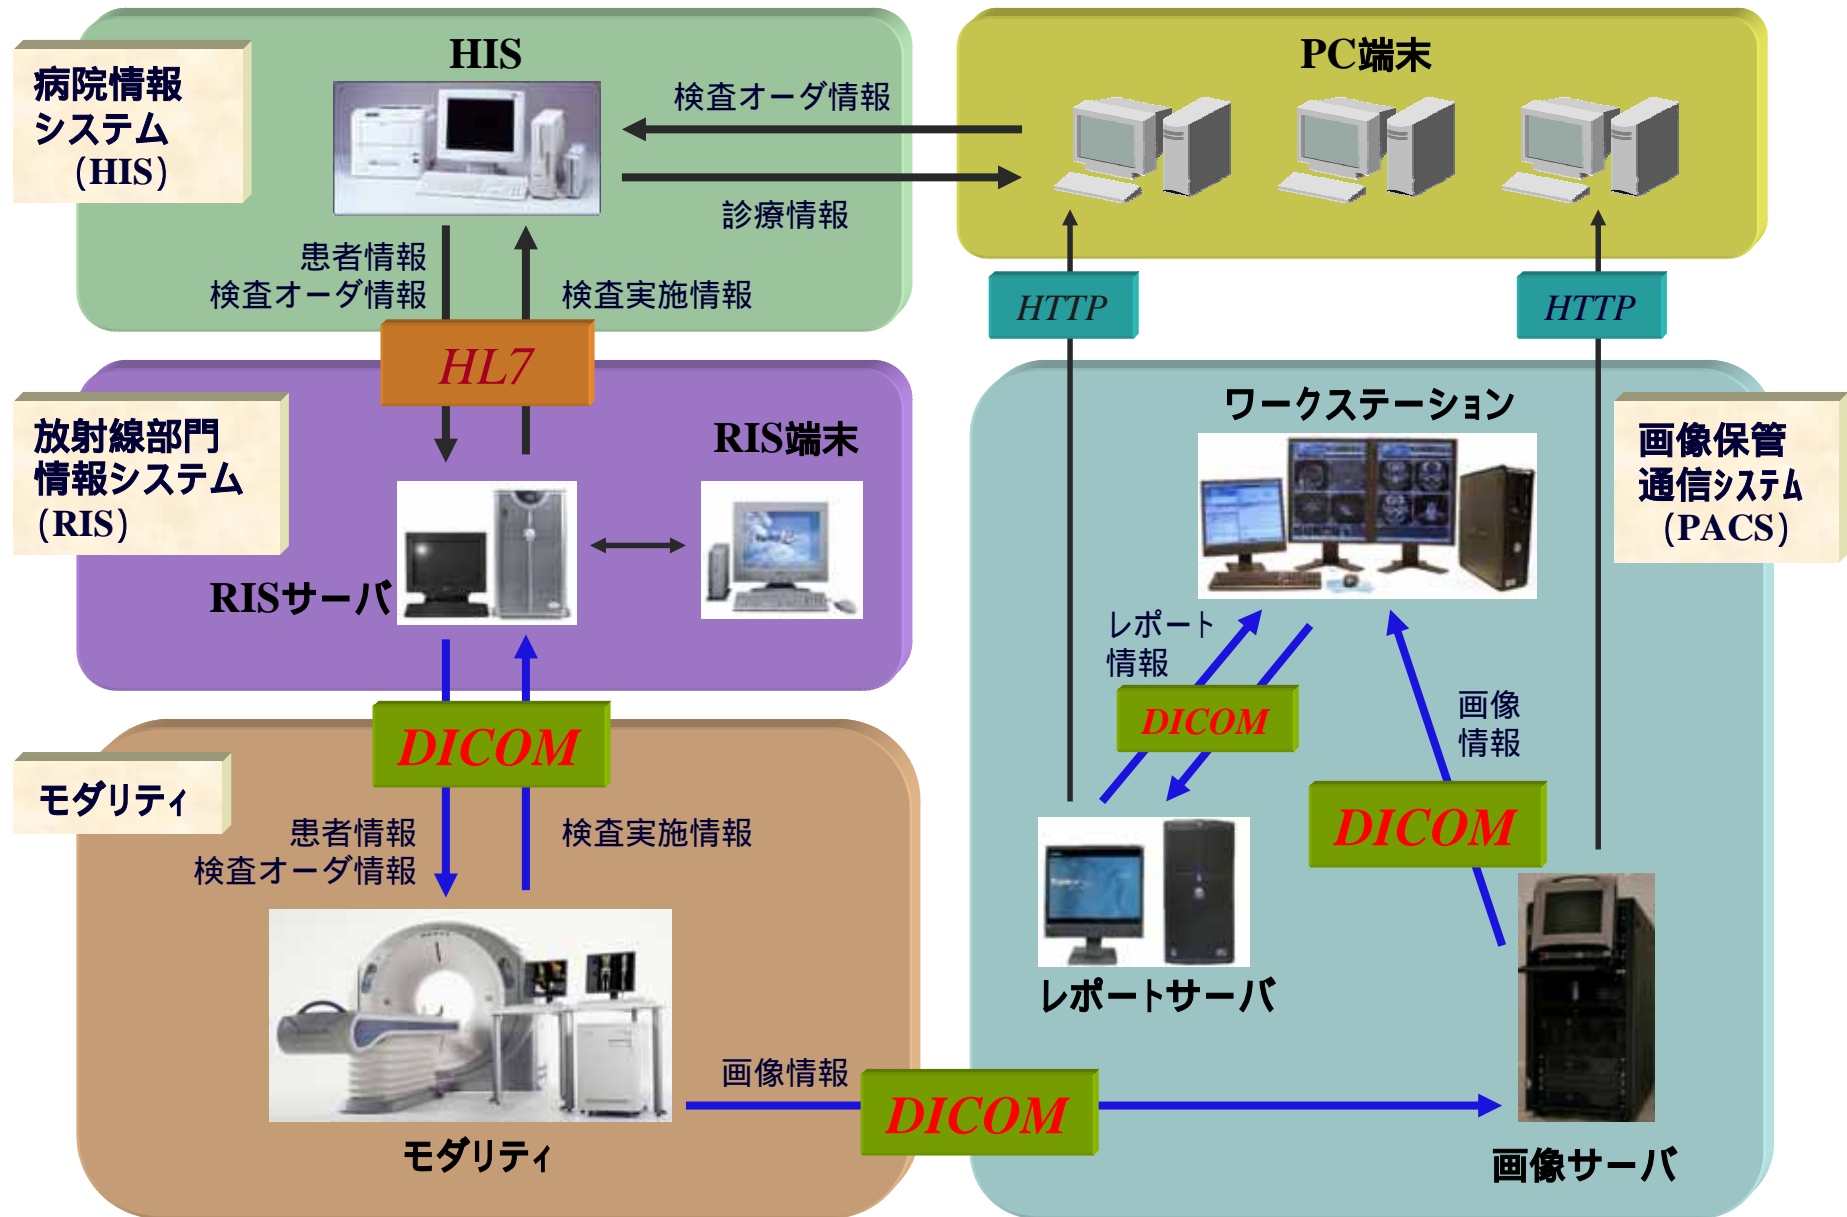 HIS
病院情報
システム
（HIS）
PC端末
検査オーダ情報
診療情報
患者情報
検査オーダ情報
検査実施情報
HTTP
HTTP
HL7
放射線部門
情報システム
（RIS）
RIS端末
RISサーバ
ワークステーション
画像保管
通信ｼｽﾃﾑ
（PACS）
レポート
情報
DICOM
画像
情報
DICOM
DICOM
モダリティ
患者情報
検査オーダ情報
検査実施情報
レポートサーバ
画像情報
DICOM
モダリティ
画像サーバ